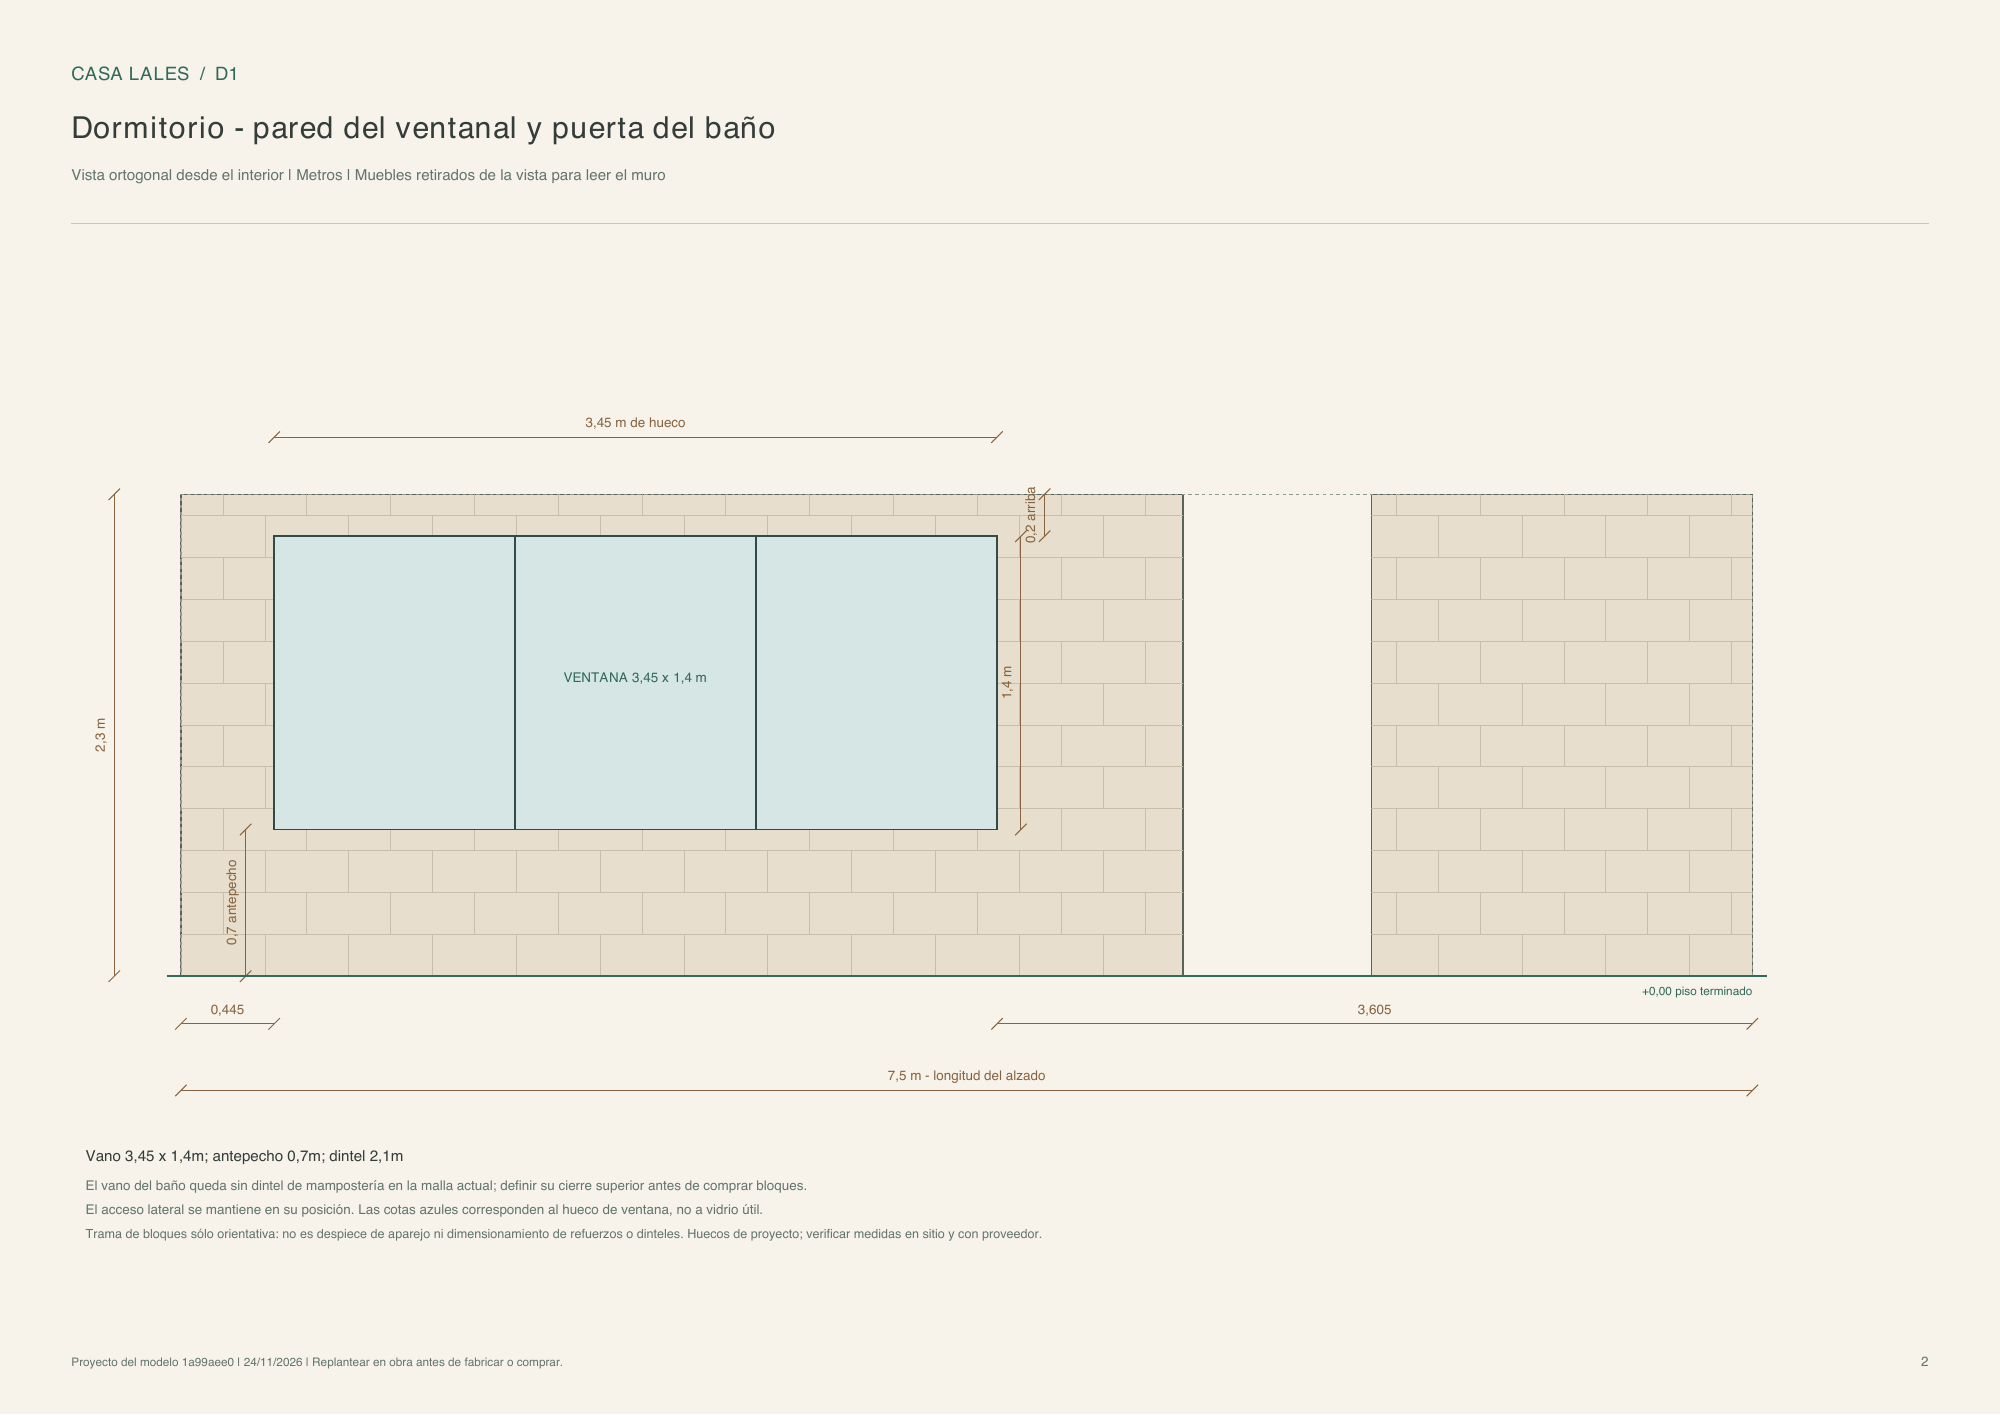 CASA LALES / D1
Dormitorio - pared del ventanal y puerta del baño
Vista ortogonal desde el interior | Metros | Muebles retirados de la vista para leer el muro
3,45 m de hueco
0,2 arriba
VENTANA 3,45 x 1,4 m
1,4 m
2,3 m
0,7 antepecho
+0,00 piso terminado
0,445
3,605
7,5 m - longitud del alzado
Vano 3,45 x 1,4m; antepecho 0,7m; dintel 2,1m
El vano del baño queda sin dintel de mampostería en la malla actual; definir su cierre superior antes de comprar bloques.
El acceso lateral se mantiene en su posición. Las cotas azules corresponden al hueco de ventana, no a vidrio útil.
Trama de bloques sólo orientativa: no es despiece de aparejo ni dimensionamiento de refuerzos o dinteles. Huecos de proyecto; verificar medidas en sitio y con proveedor.
Proyecto del modelo 1a99aee0 | 24/11/2026 | Replantear en obra antes de fabricar o comprar.
2